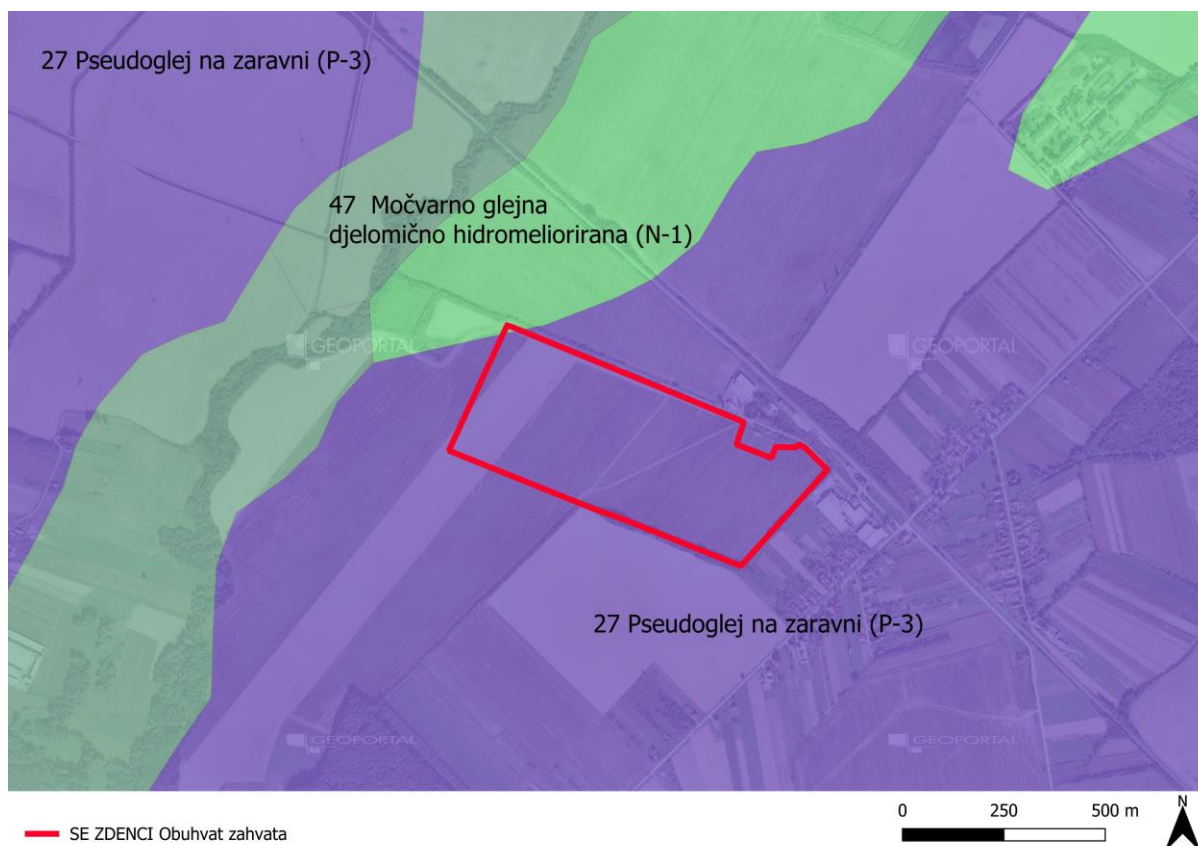 27 Pseudoglej na zaravni (P-3)
47 Močvarno glejna
djelomično hidromeliorirana (N-1)
GEOPORTAL
GEOPORTAL
27 Pseudoglej na zaravni (P-3)
GEOPORTAL
GEOPORTAL
SE ZDENCI Obuhvat zahvata
0 250 500 m
N